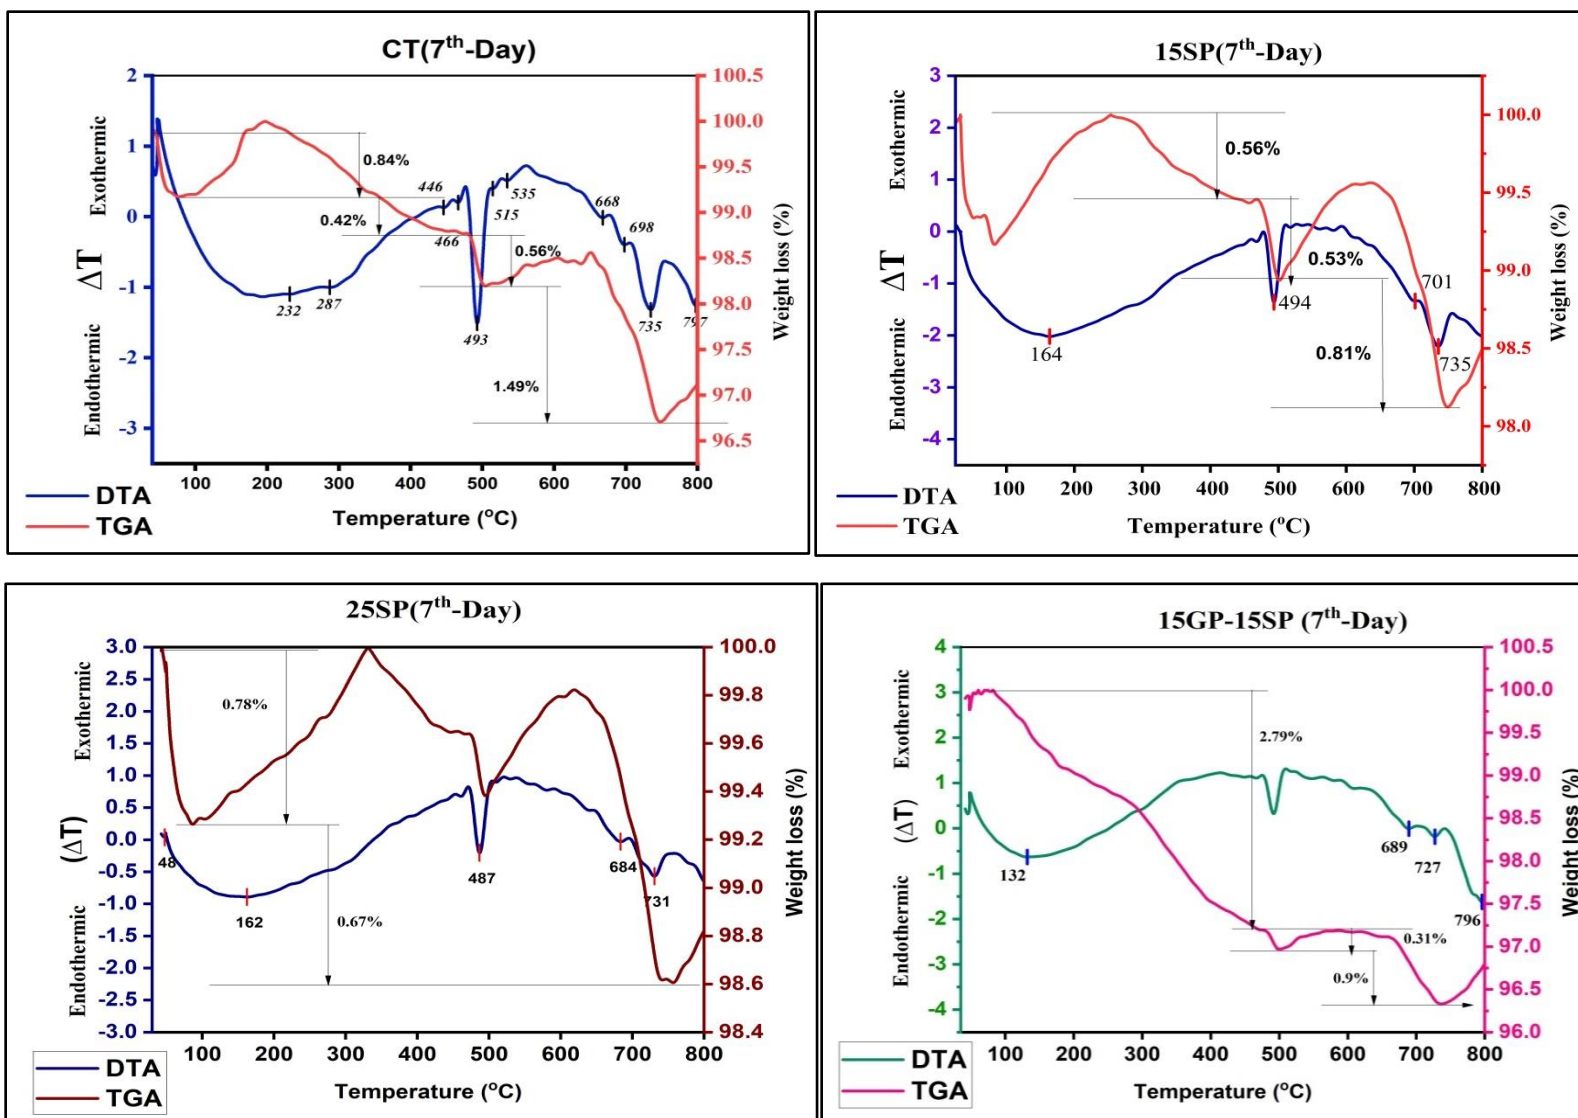 CT(7th-Day)
2
1
0
-1
-2
-3
Exothermic
ΔT
Endothermic
100.5
100.0
99.5
99.0
98.5
98.0
97.5
97.0
96.5
Weight loss (%)
0.84%
0.42%
0.56%
1.49%
232
287
446
466
493
515
535
668
698
735
797
100 200 300 400 500 600 700 800
Temperature (oC)
DTA
TGA
15SP(7th-Day)
3
2
1
0
-1
-2
-3
-4
Exothermic
ΔT
Endothermic
100.0
99.5
99.0
98.5
98.0
Weight loss (%)
0.56%
0.53%
0.81%
164
494
701
735
100 200 300 400 500 600 700 800
Temperature (oC)
DTA
TGA
25SP(7th-Day)
3.0
2.5
2.0
1.5
1.0
0.5
0.0
-0.5
-1.0
-1.5
-2.0
-2.5
-3.0
Exothermic
(ΔT)
Endothermic
100.0
99.8
99.6
99.4
99.2
99.0
98.8
98.6
98.4
Weight loss (%)
0.78%
0.67%
48
162
487
684
731
100 200 300 400 500 600 700 800
Temperature (oC)
DTA
TGA
15GP-15SP (7th-Day)
4
3
2
1
0
-1
-2
-3
-4
Exothermic
(ΔT)
Endothermic
100.5
100.0
99.5
99.0
98.5
98.0
97.5
97.0
96.5
96.0
Weight loss (%)
2.79%
0.31%
0.9%
132
689
727
796
100 200 300 400 500 600 700 800
Temperature (oC)
DTA
TGA